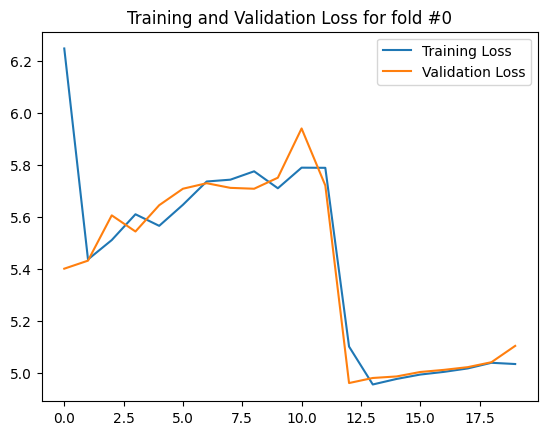 Training and Validation Loss for fold #0
Training Loss
Validation Loss
6.2
6.0
5.8
5.6
5.4
5.2
5.0
0.0 2.5 5.0 7.5 10.0 12.5 15.0 17.5